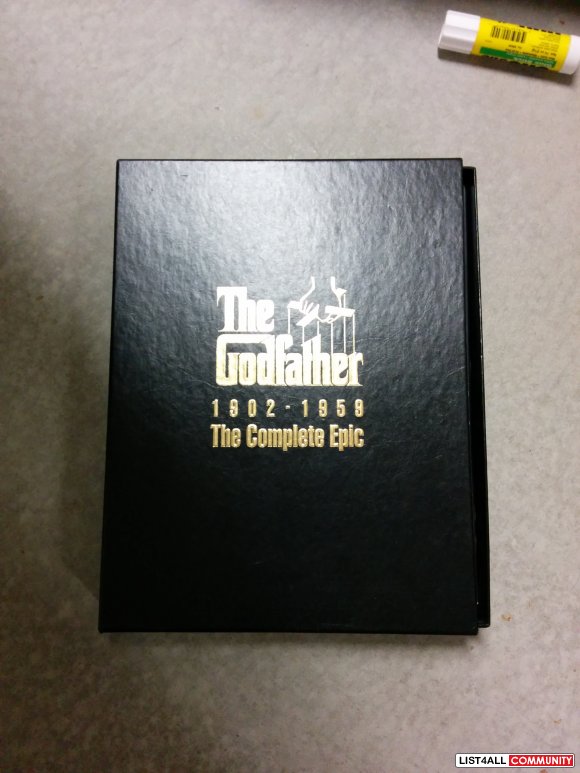 The
Godfather
1902-1959
The Complete Epic
LIST4ALL COMMUNITY